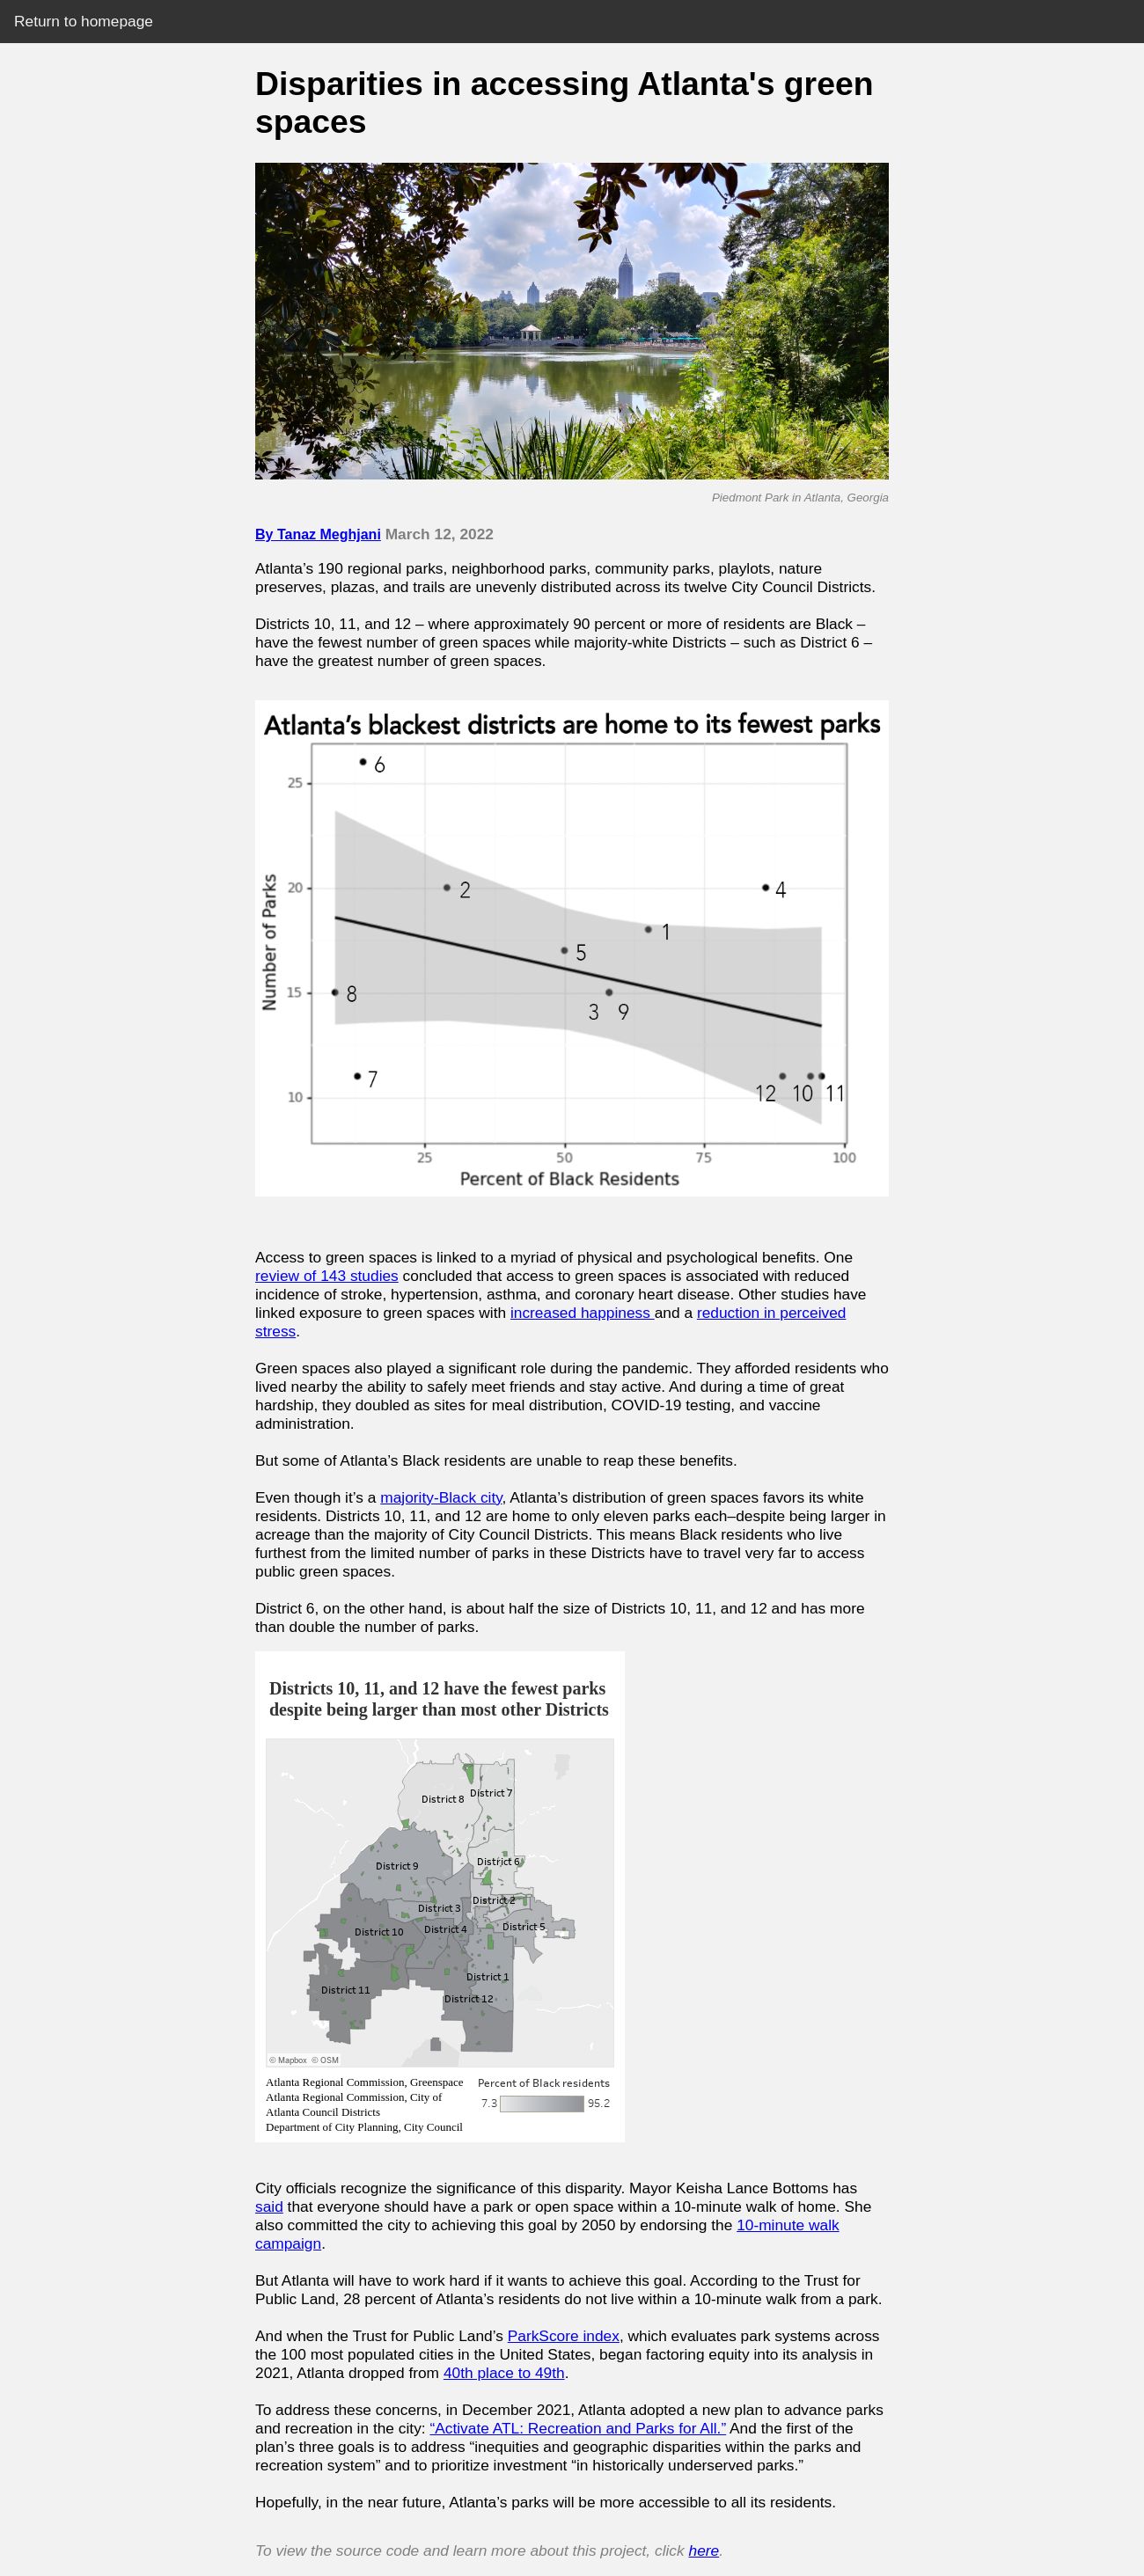 Return to homepage
Disparities in accessing Atlanta's green
spaces
Piedmont Park in Atlanta, Georgia
By Tanaz Meghjani March 12, 2022
Atlanta’s 190 regional parks, neighborhood parks, community parks, playlots, nature
preserves, plazas, and trails are unevenly distributed across its twelve City Council Districts.
Districts 10, 11, and 12 – where approximately 90 percent or more of residents are Black –
have the fewest number of green spaces while majority-white Districts – such as District 6 –
have the greatest number of green spaces.
Atlanta’s blackest districts are home to its fewest parks
Number of Parks
25
20
15
10
6
2
4
1
5
8
3 9
7
12 10 11
25 50 75 100
Percent of Black Residents
Access to green spaces is linked to a myriad of physical and psychological benefits. One
review of 143 studies concluded that access to green spaces is associated with reduced
incidence of stroke, hypertension, asthma, and coronary heart disease. Other studies have
linked exposure to green spaces with increased happiness and a reduction in perceived
stress.
Green spaces also played a significant role during the pandemic. They afforded residents who
lived nearby the ability to safely meet friends and stay active. And during a time of great
hardship, they doubled as sites for meal distribution, COVID-19 testing, and vaccine
administration.
But some of Atlanta’s Black residents are unable to reap these benefits.
Even though it’s a majority-Black city, Atlanta’s distribution of green spaces favors its white
residents. Districts 10, 11, and 12 are home to only eleven parks each–despite being larger in
acreage than the majority of City Council Districts. This means Black residents who live
furthest from the limited number of parks in these Districts have to travel very far to access
public green spaces.
District 6, on the other hand, is about half the size of Districts 10, 11, and 12 and has more
than double the number of parks.
Districts 10, 11, and 12 have the fewest parks
despite being larger than most other Districts
District 7
District 8
District 6
District 9
District 2
District 3
District 5
District 4
District 10
District 1
District 11
District 12
© Mapbox © OSM
Atlanta Regional Commission, Greenspace
Atlanta Regional Commission, City of
Atlanta Council Districts
Department of City Planning, City Council
Percent of Black residents
7.3 95.2
City officials recognize the significance of this disparity. Mayor Keisha Lance Bottoms has
said that everyone should have a park or open space within a 10-minute walk of home. She
also committed the city to achieving this goal by 2050 by endorsing the 10-minute walk
campaign.
But Atlanta will have to work hard if it wants to achieve this goal. According to the Trust for
Public Land, 28 percent of Atlanta’s residents do not live within a 10-minute walk from a park.
And when the Trust for Public Land’s ParkScore index, which evaluates park systems across
the 100 most populated cities in the United States, began factoring equity into its analysis in
2021, Atlanta dropped from 40th place to 49th.
To address these concerns, in December 2021, Atlanta adopted a new plan to advance parks
and recreation in the city: “Activate ATL: Recreation and Parks for All.” And the first of the
plan’s three goals is to address “inequities and geographic disparities within the parks and
recreation system” and to prioritize investment “in historically underserved parks.”
Hopefully, in the near future, Atlanta’s parks will be more accessible to all its residents.
To view the source code and learn more about this project, click here.